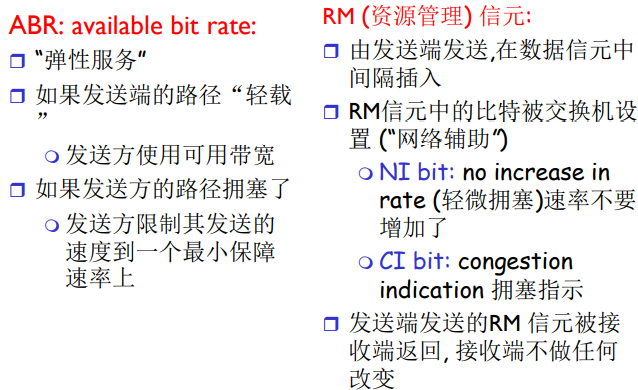 ABR: available bit rate:
“弹性服务”
如果发送端的路径“轻载
”
发送方使用可用带宽
如果发送方的路径拥塞了
发送方限制其发送的
速度到一个最小保障
速率上
RM (资源管理) 信元:
由发送端发送,在数据信元中
间隔插入
RM信元中的比特被交换机设
置 (“网络辅助”)
NI bit: no increase in
rate (轻微拥塞)速率不要
增加了
CI bit: congestion
indication 拥塞指示
发送端发送的RM 信元被接
收端返回, 接收端不做任何
改变